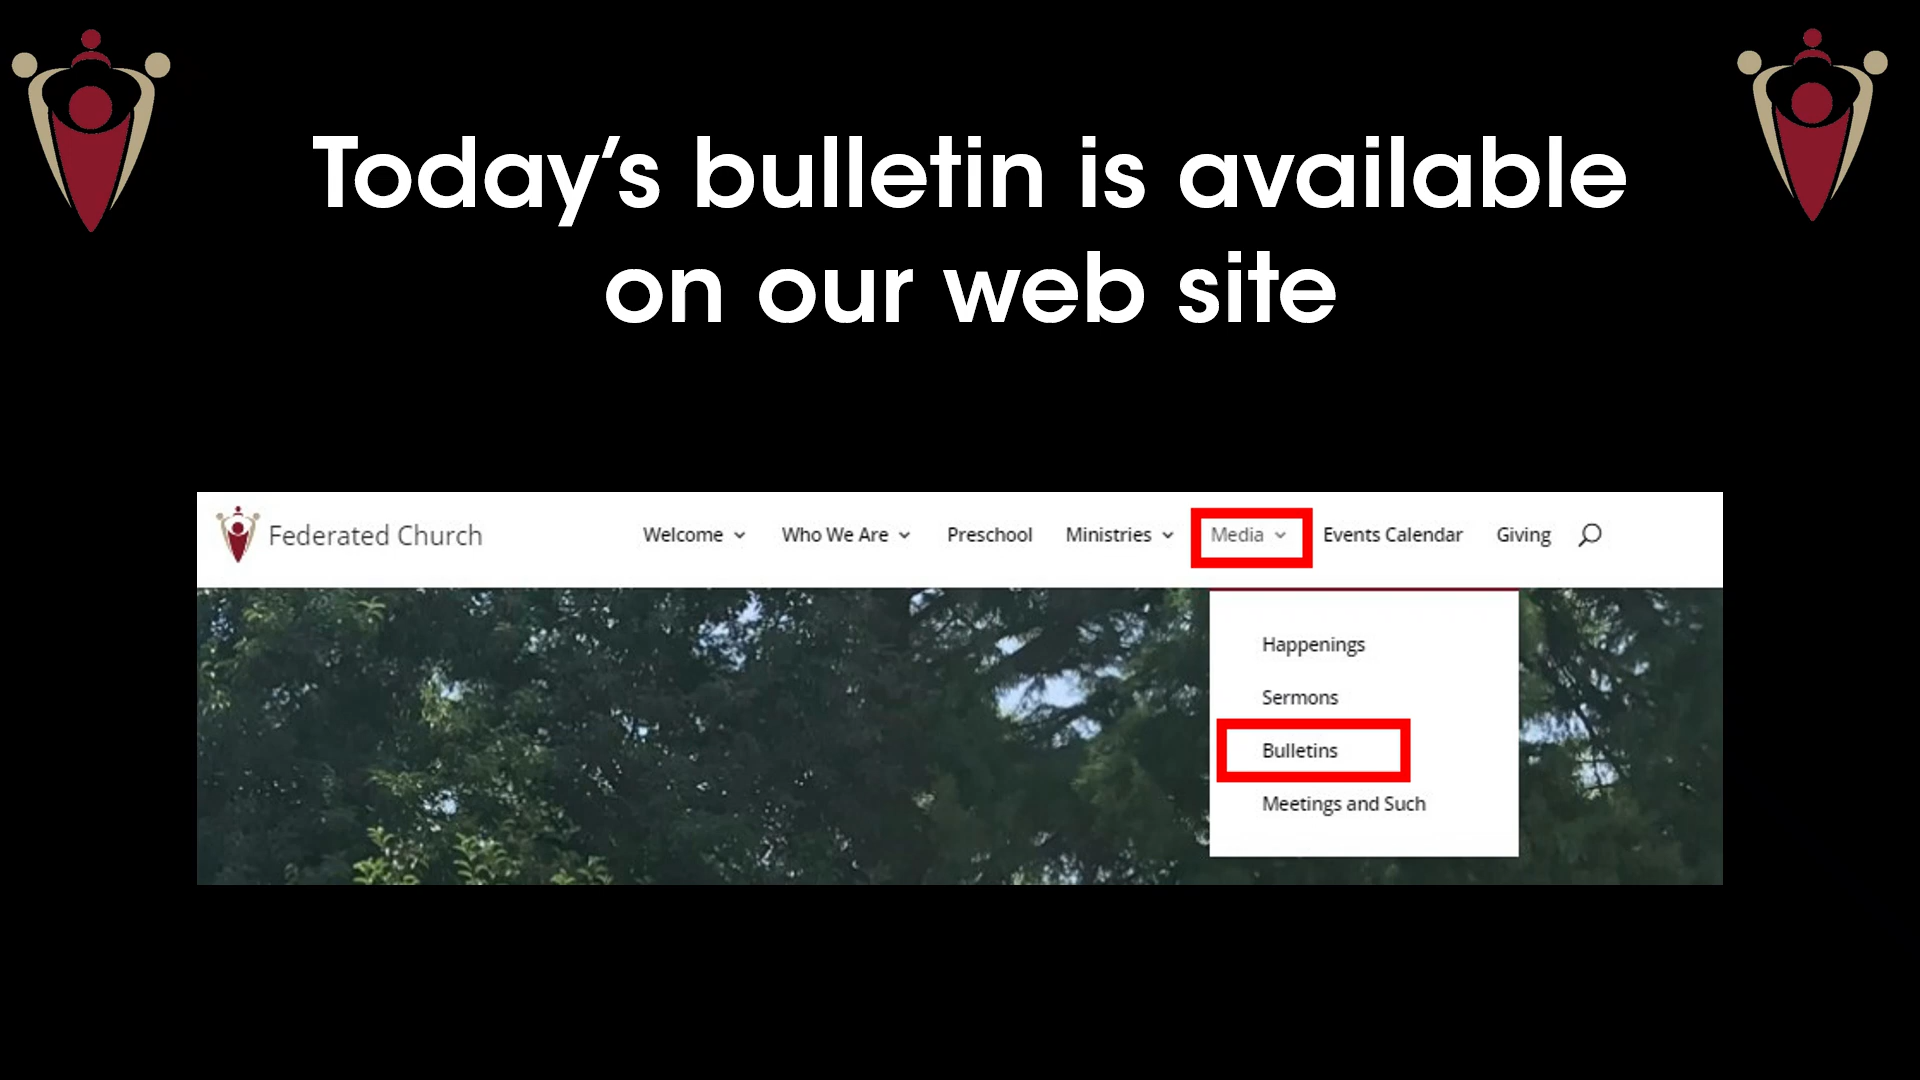 Today's bulletin is available
on our web site
Federated Church Welcome Who We Are Preschool Ministries Media Events Calendar Giving
Happenings
Sermons
Bulletins
Meetings and Such